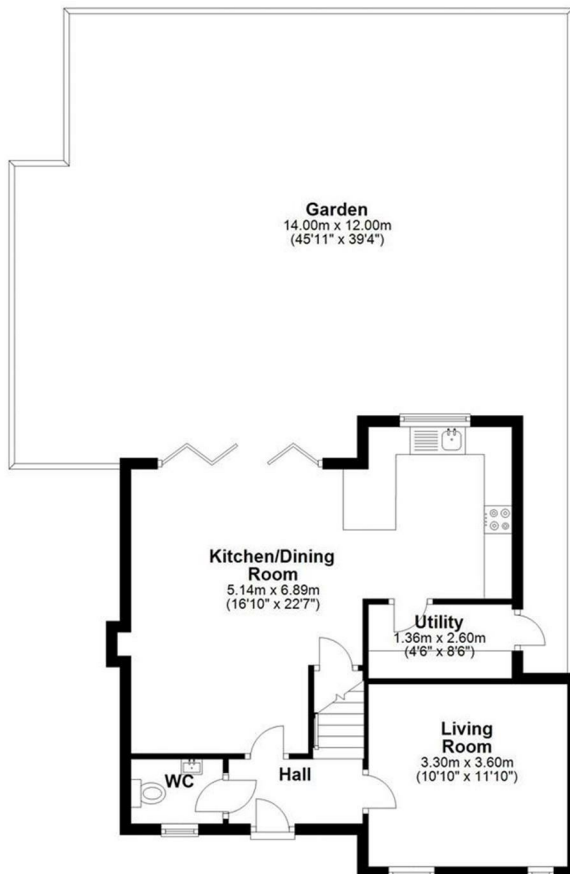 Garden
14.00m x 12.00m
(45'11" x 39'4")
Kitchen/Dining
Room
5.14m x 6.89m
(16'10" x 22'7")
Utility
1.36m x 2.60m
(4'6" x 8'6")
Living
Room
3.30m x 3.60m
(10'10" x 11'10")
WC
Hall